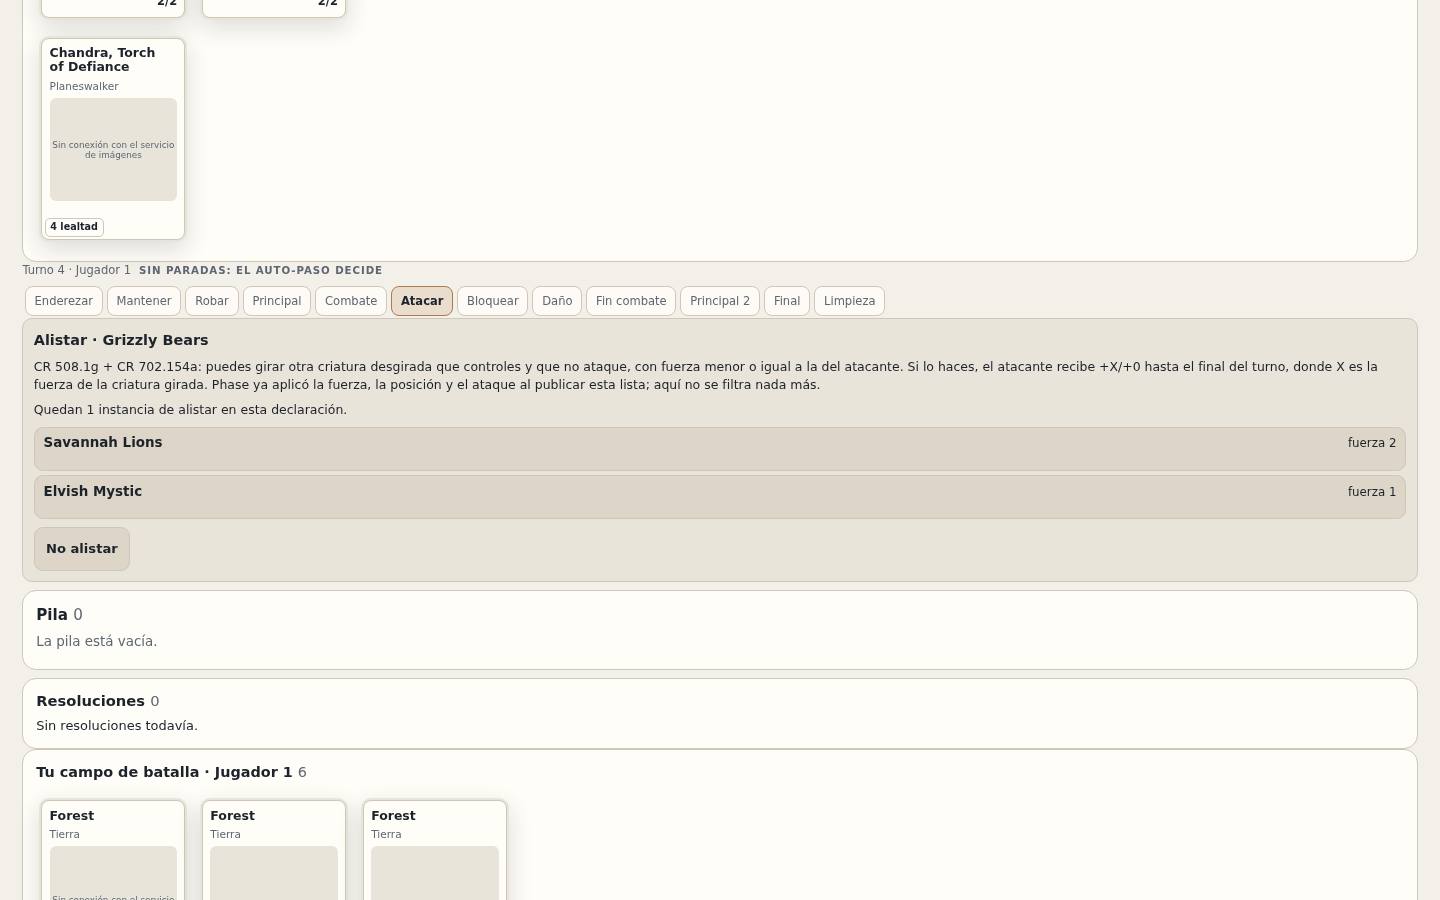 2/2
2/2
Chandra, Torch
of Defiance
Planeswalker
Sin conexión con el servicio
de imágenes
4 lealtad
Turno 4 · Jugador 1 SIN PARADAS: EL AUTO-PASO DECIDE
Enderezar Mantener Robar Principal Combate Atacar Bloquear Daño Fin combate Principal 2 Final Limpieza
Alistar · Grizzly Bears
CR 508.1g + CR 702.154a: puedes girar otra criatura desgirada que controles y que no ataque, con fuerza menor o igual a la del atacante. Si lo haces, el atacante recibe +X/+0 hasta el final del turno, donde X es la
fuerza de la criatura girada. Phase ya aplicó la fuerza, la posición y el ataque al publicar esta lista; aquí no se filtra nada más.
Quedan 1 instancia de alistar en esta declaración.
Savannah Lions fuerza 2
Elvish Mystic fuerza 1
No alistar
Pila 0
La pila está vacía.
Resoluciones 0
Sin resoluciones todavía.
Tu campo de batalla · Jugador 1 6
Forest Forest Forest
Tierra Tierra Tierra
Sin conexión con el servicio